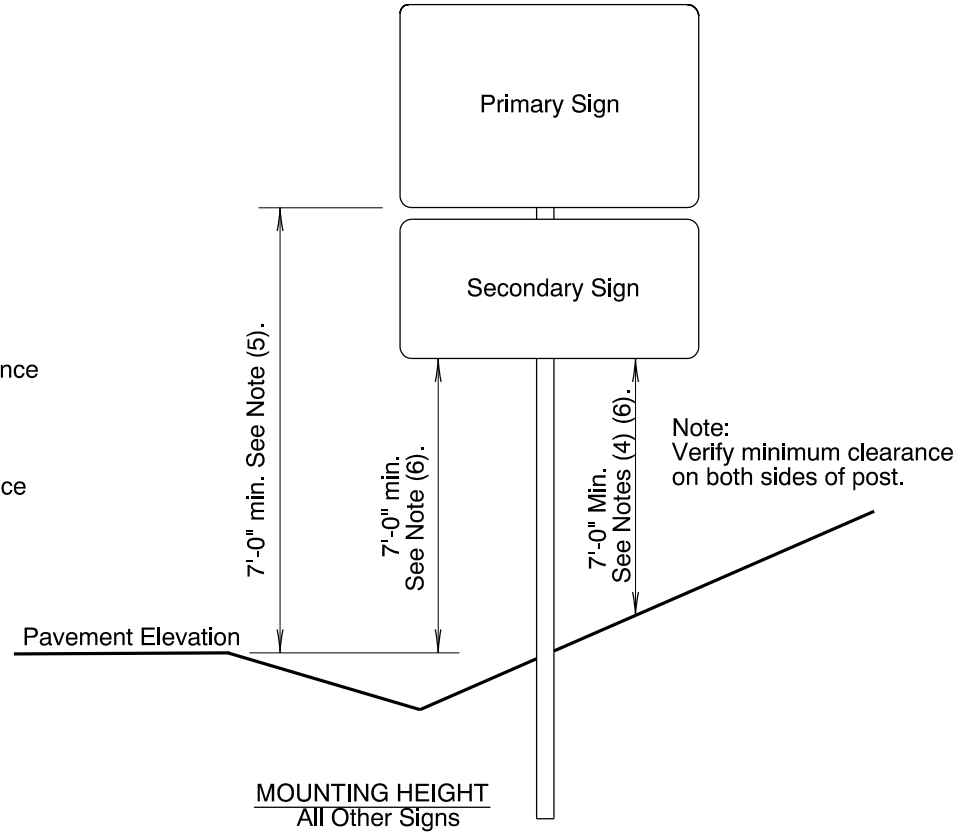 Primary Sign
Secondary Sign
nce
ce
7'-0" min. See Note (5).
7'-0" min.
See Note (6).
7'-0" Min.
See Notes (4) (6).
Note:
Verify minimum clearance
on both sides of post.
Pavement Elevation
MOUNTING HEIGHT
All Other Signs